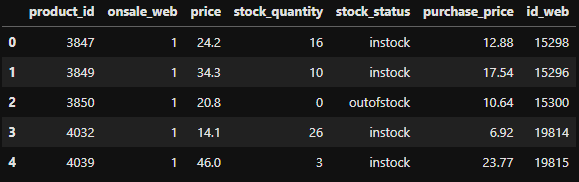 product_id onsale_web price stock_quantity stock_status purchase_price id_web
0 3847 1 24.2 16 instock 12.88 15298
1 3849 1 34.3 10 instock 17.54 15296
2 3850 1 20.8 0 outofstock 10.64 15300
3 4032 1 14.1 26 instock 6.92 19814
4 4039 1 46.0 3 instock 23.77 19815